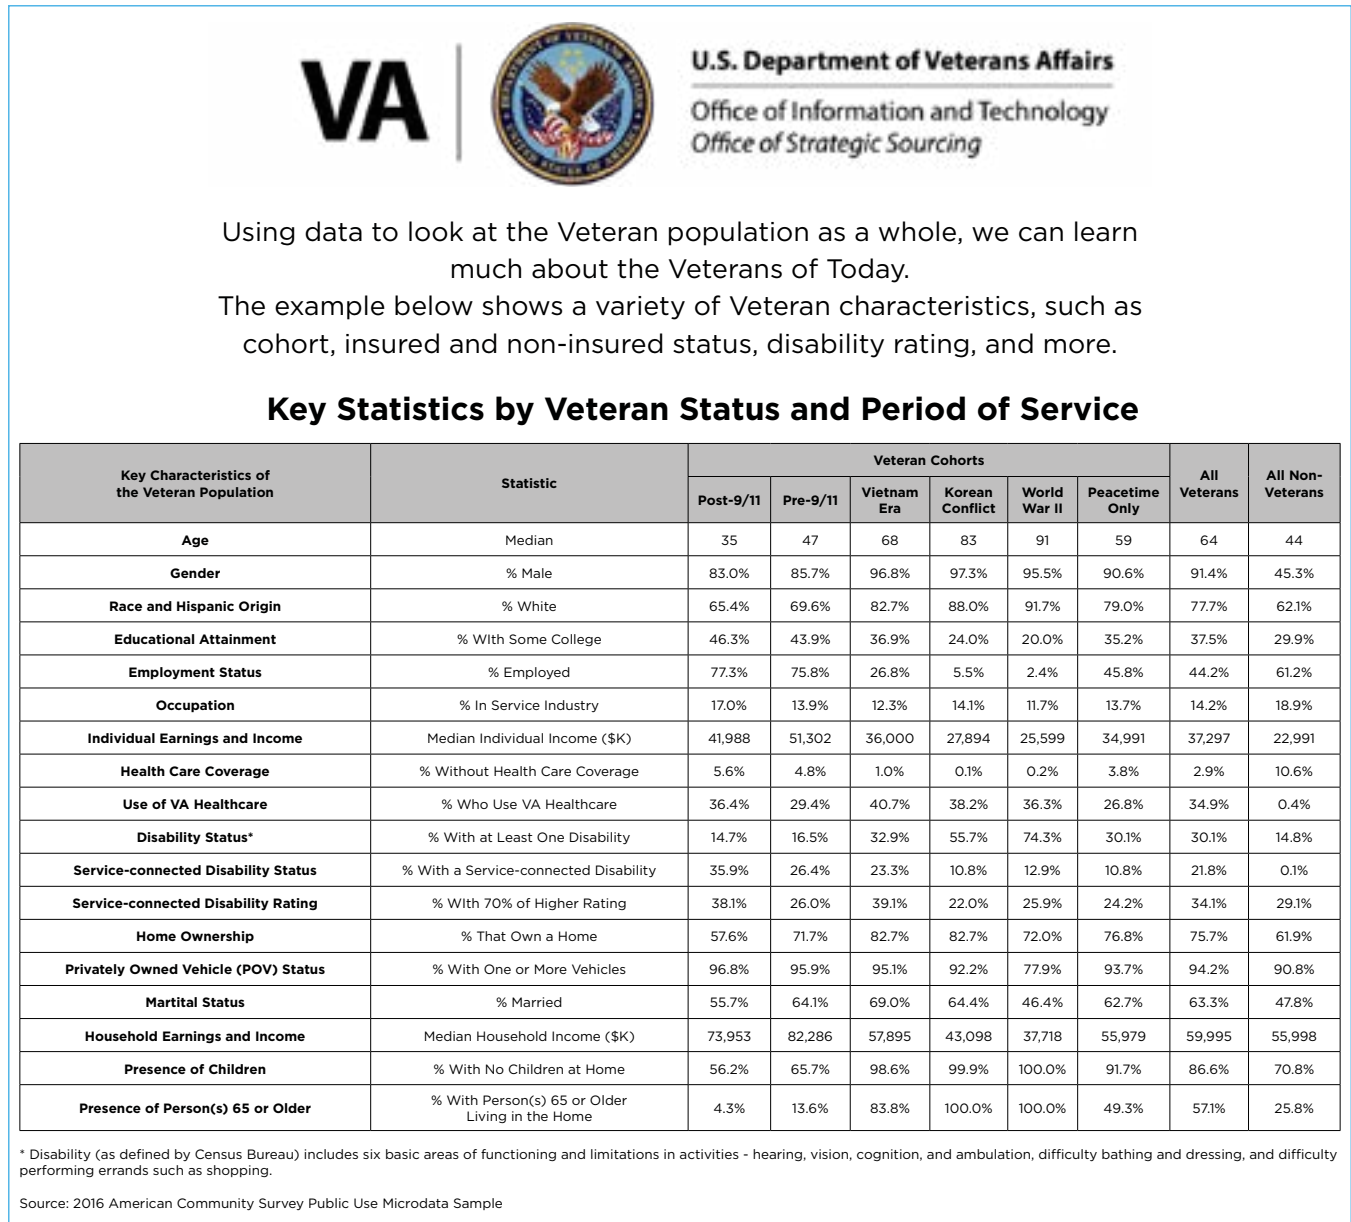 VA
U.S. Department of Veterans Affairs
Office of Information and Technology
Office of Strategic Sourcing
Using data to look at the Veteran population as a whole, we can learn
much about the Veterans of Today.
The example below shows a variety of Veteran characteristics, such as
cohort, insured and non-insured status, disability rating, and more.
Key Statistics by Veteran Status and Period of Service
Key Characteristics of
the Veteran Population
Statistic
Veteran Cohorts
All
Veterans
All Non-
Veterans
Post-9/11
Pre-9/11
Vietnam
Era
Korean
Conflict
World
War II
Peacetime
Only
Age Median 35 47 68 83 91 59 64 44
Gender % Male 83.0% 85.7% 96.8% 97.3% 95.5% 90.6% 91.4% 45.3%
Race and Hispanic Origin % White 65.4% 69.6% 82.7% 88.0% 91.7% 79.0% 77.7% 62.1%
Educational Attainment % WIth Some College 46.3% 43.9% 36.9% 24.0% 20.0% 35.2% 37.5% 29.9%
Employment Status % Employed 77.3% 75.8% 26.8% 5.5% 2.4% 45.8% 44.2% 61.2%
Occupation % In Service Industry 17.0% 13.9% 12.3% 14.1% 11.7% 13.7% 14.2% 18.9%
Individual Earnings and Income Median Individual Income ($K) 41,988 51,302 36,000 27,894 25,599 34,991 37,297 22,991
Health Care Coverage % Without Health Care Coverage 5.6% 4.8% 1.0% 0.1% 0.2% 3.8% 2.9% 10.6%
Use of VA Healthcare % Who Use VA Healthcare 36.4% 29.4% 40.7% 38.2% 36.3% 26.8% 34.9% 0.4%
Disability Status* % With at Least One Disability 14.7% 16.5% 32.9% 55.7% 74.3% 30.1% 30.1% 14.8%
Service-connected Disability Status % With a Service-connected Disability 35.9% 26.4% 23.3% 10.8% 12.9% 10.8% 21.8% 0.1%
Service-connected Disability Rating % WIth 70% of Higher Rating 38.1% 26.0% 39.1% 22.0% 25.9% 24.2% 34.1% 29.1%
Home Ownership % That Own a Home 57.6% 71.7% 82.7% 82.7% 72.0% 76.8% 75.7% 61.9%
Privately Owned Vehicle (POV) Status % With One or More Vehicles 96.8% 95.9% 95.1% 92.2% 77.9% 93.7% 94.2% 90.8%
Martital Status % Married 55.7% 64.1% 69.0% 64.4% 46.4% 62.7% 63.3% 47.8%
Household Earnings and Income Median Household Income ($K) 73,953 82,286 57,895 43,098 37,718 55,979 59,995 55,998
Presence of Children % With No Children at Home 56.2% 65.7% 98.6% 99.9% 100.0% 91.7% 86.6% 70.8%
Presence of Person(s) 65 or Older
% With Person(s) 65 or Older
Living in the Home
4.3% 13.6% 83.8% 100.0% 100.0% 49.3% 57.1% 25.8%
* Disability (as defined by Census Bureau) includes six basic areas of functioning and limitations in activities - hearing, vision, cognition, and ambulation, difficulty bathing and dressing, and difficulty
performing errands such as shopping.
Source: 2016 American Community Survey Public Use Microdata Sample